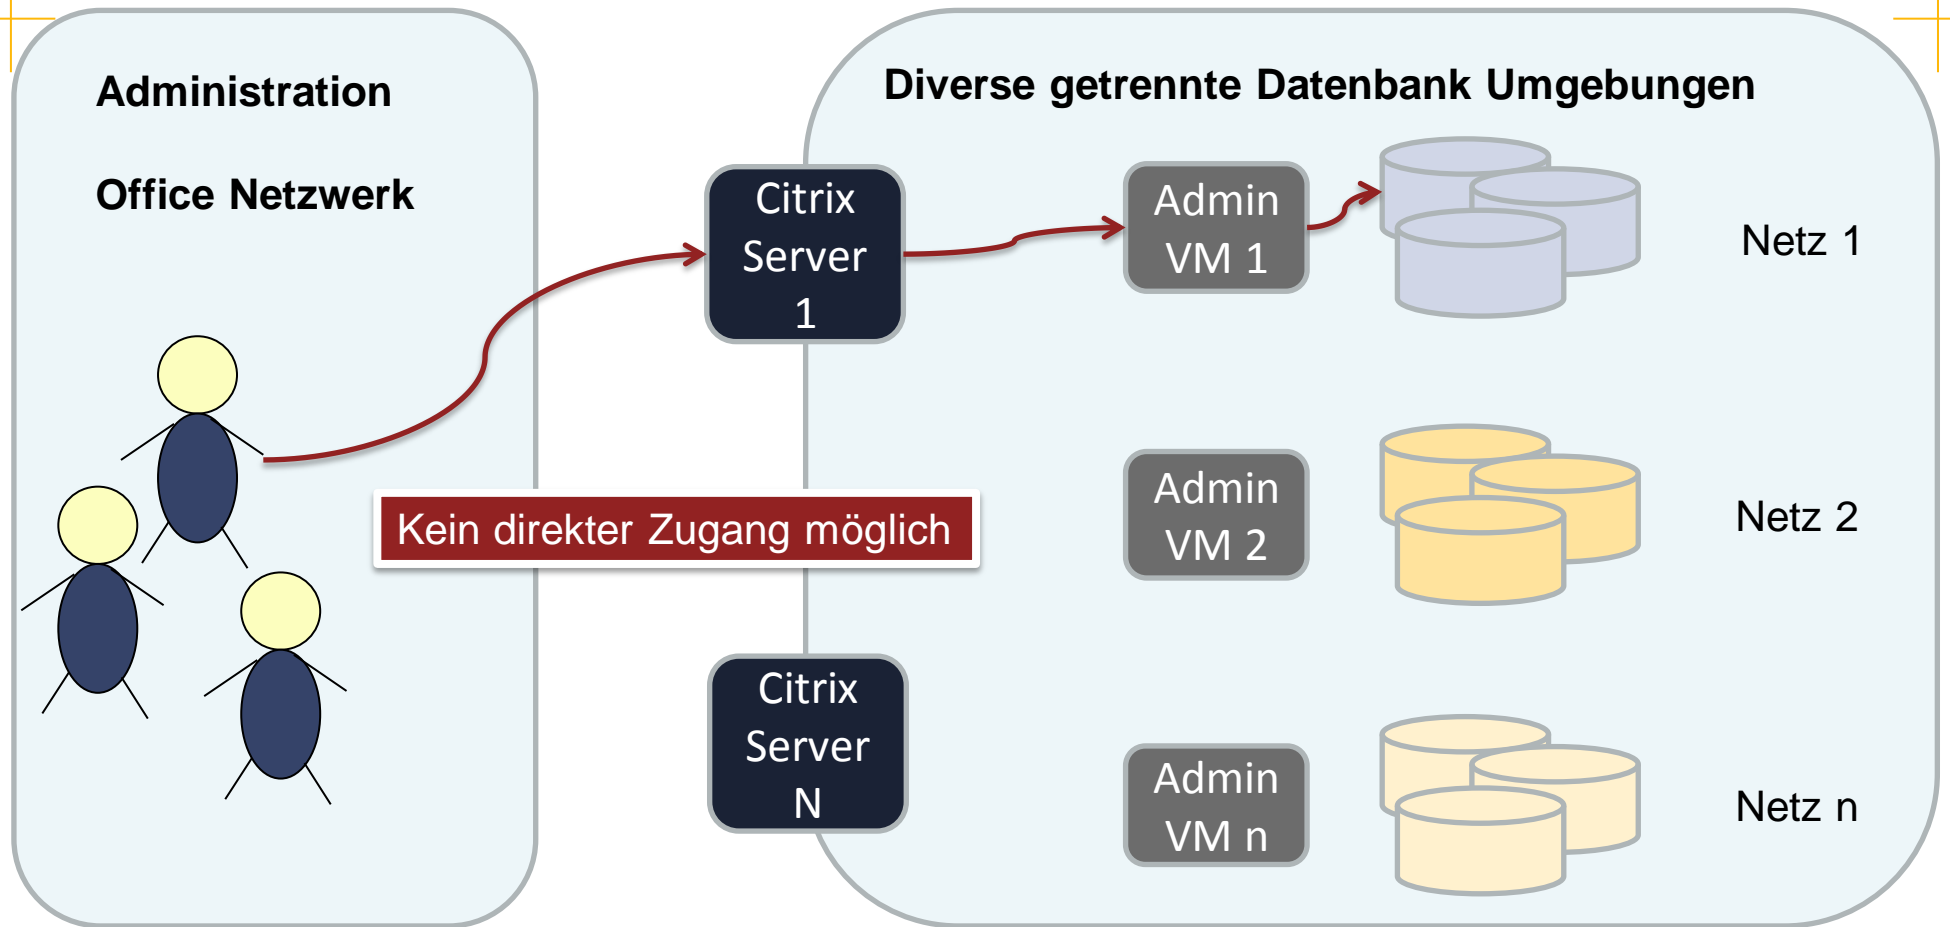 Administration
Office Netzwerk
Diverse getrennte Datenbank Umgebungen
Citrix
Server
1
Admin
VM 1
Netz 1
Kein direkter Zugang möglich
Admin
VM 2
Netz 2
Citrix
Server
N
Admin
VM n
Netz n